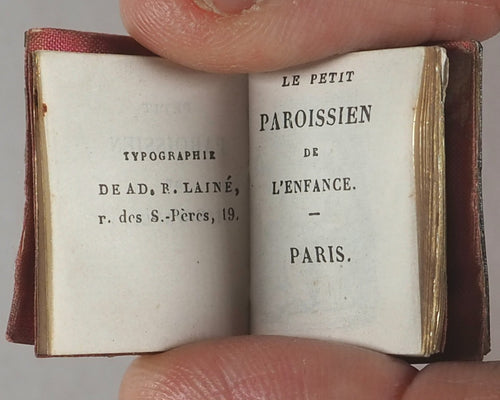 TYPOGRAPHIE
DE AD. R. LAINÉ,
r. des S.-Pères, 19.
LE PETIT
PAROISSIEN
DE
L'ENFANCE.
—
PARIS.